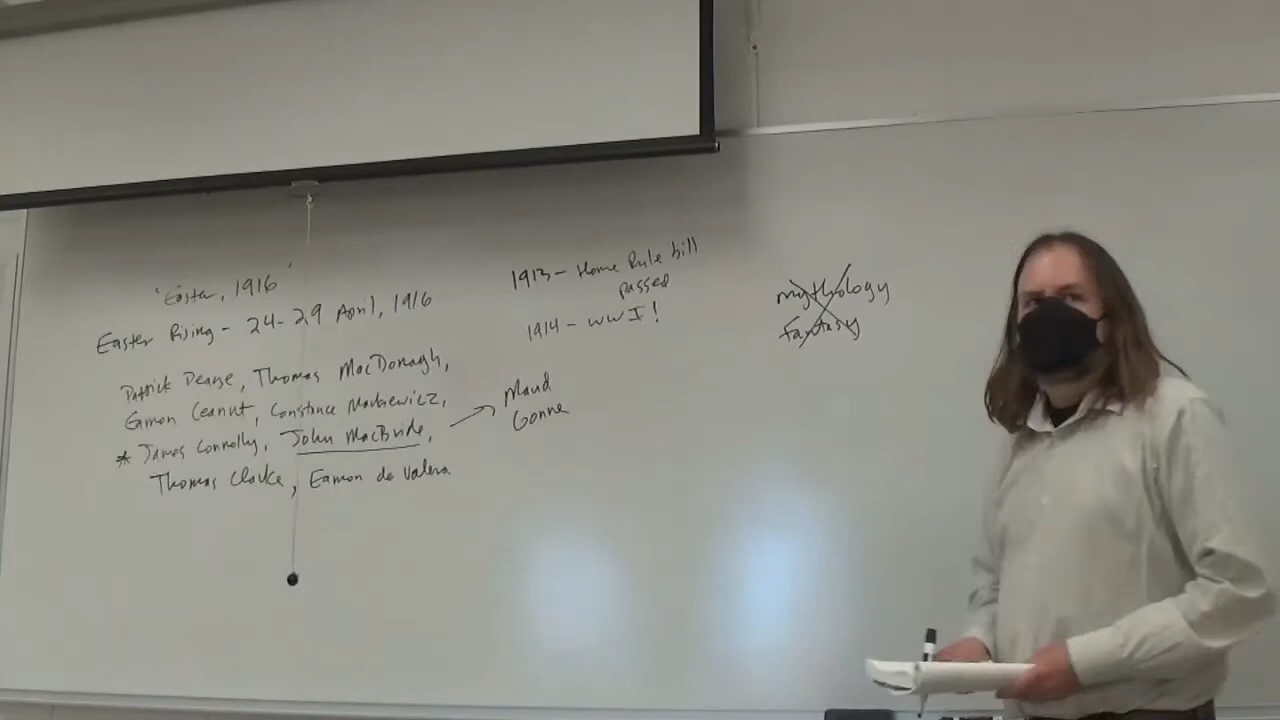 "Easter, 1916"
Easter Rising - 24-29 April, 1916
Patrick Pearse, Thomas MacDonagh,
Eamon Ceannt, Constance Markiewicz,
* James Connolly, John MacBride,
Thomas Clarke, Eamon de Valera
Maud
Gonne
1913 - Home Rule bill
passed
1914 - WWI!
mythology
fantasy